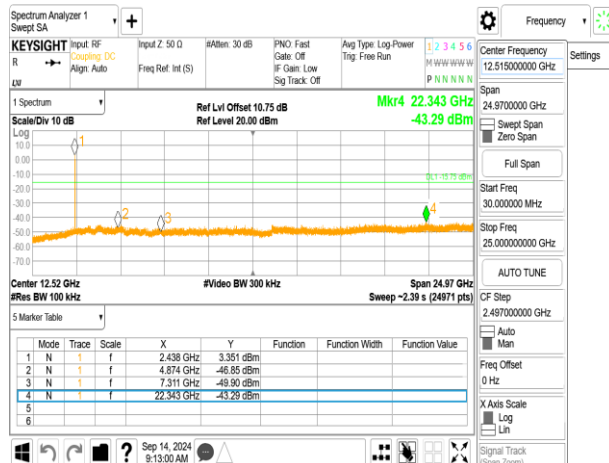 Spectrum Analyzer 1
Swept SA
+
Frequency
KEYSIGHT
R
Input: RF
Coupling: DC
Align: Auto
Input Z: 50 Ω
Freq Ref: Int (S)
#Atten: 30 dB
PNO: Fast
Gate: Off
IF Gain: Low
Sig Track: Off
Avg Type: Log-Power
Trig: Free Run
1 2 3 4 5 6
M W W W W W
P N N N N N
1 Spectrum
Scale/Div 10 dB
Ref Lvl Offset 10.75 dB
Ref Level 20.00 dBm
Mkr4 22.343 GHz
-43.29 dBm
Log
10.0
0.00
-10.0
-20.0
-30.0
-40.0
-50.0
-60.0
-70.0
1
2
3
4
Center 12.52 GHz
#Res BW 100 kHz
#Video BW 300 kHz
Span 24.97 GHz
Sweep ~2.39 s (24971 pts)
5 Marker Table
Mode Trace Scale X Y Function Function Width Function Value
1 N 1 f 2.438 GHz 3.351 dBm
2 N 1 f 4.874 GHz -46.85 dBm
3 N 1 f 7.311 GHz -49.90 dBm
4 N 1 f 22.343 GHz -43.29 dBm
5
6
Sep 14, 2024
9:13:00 AM
?
Center Frequency
12.515000000 GHz
Settings
Span
24.9700000 GHz
Swept Span
Zero Span
Full Span
Start Freq
30.000000 MHz
Stop Freq
25.000000000 GHz
AUTO TUNE
CF Step
2.497000000 GHz
Auto
Man
Freq Offset
0 Hz
X Axis Scale
Log
Lin
Signal Track
(Span Zoom)